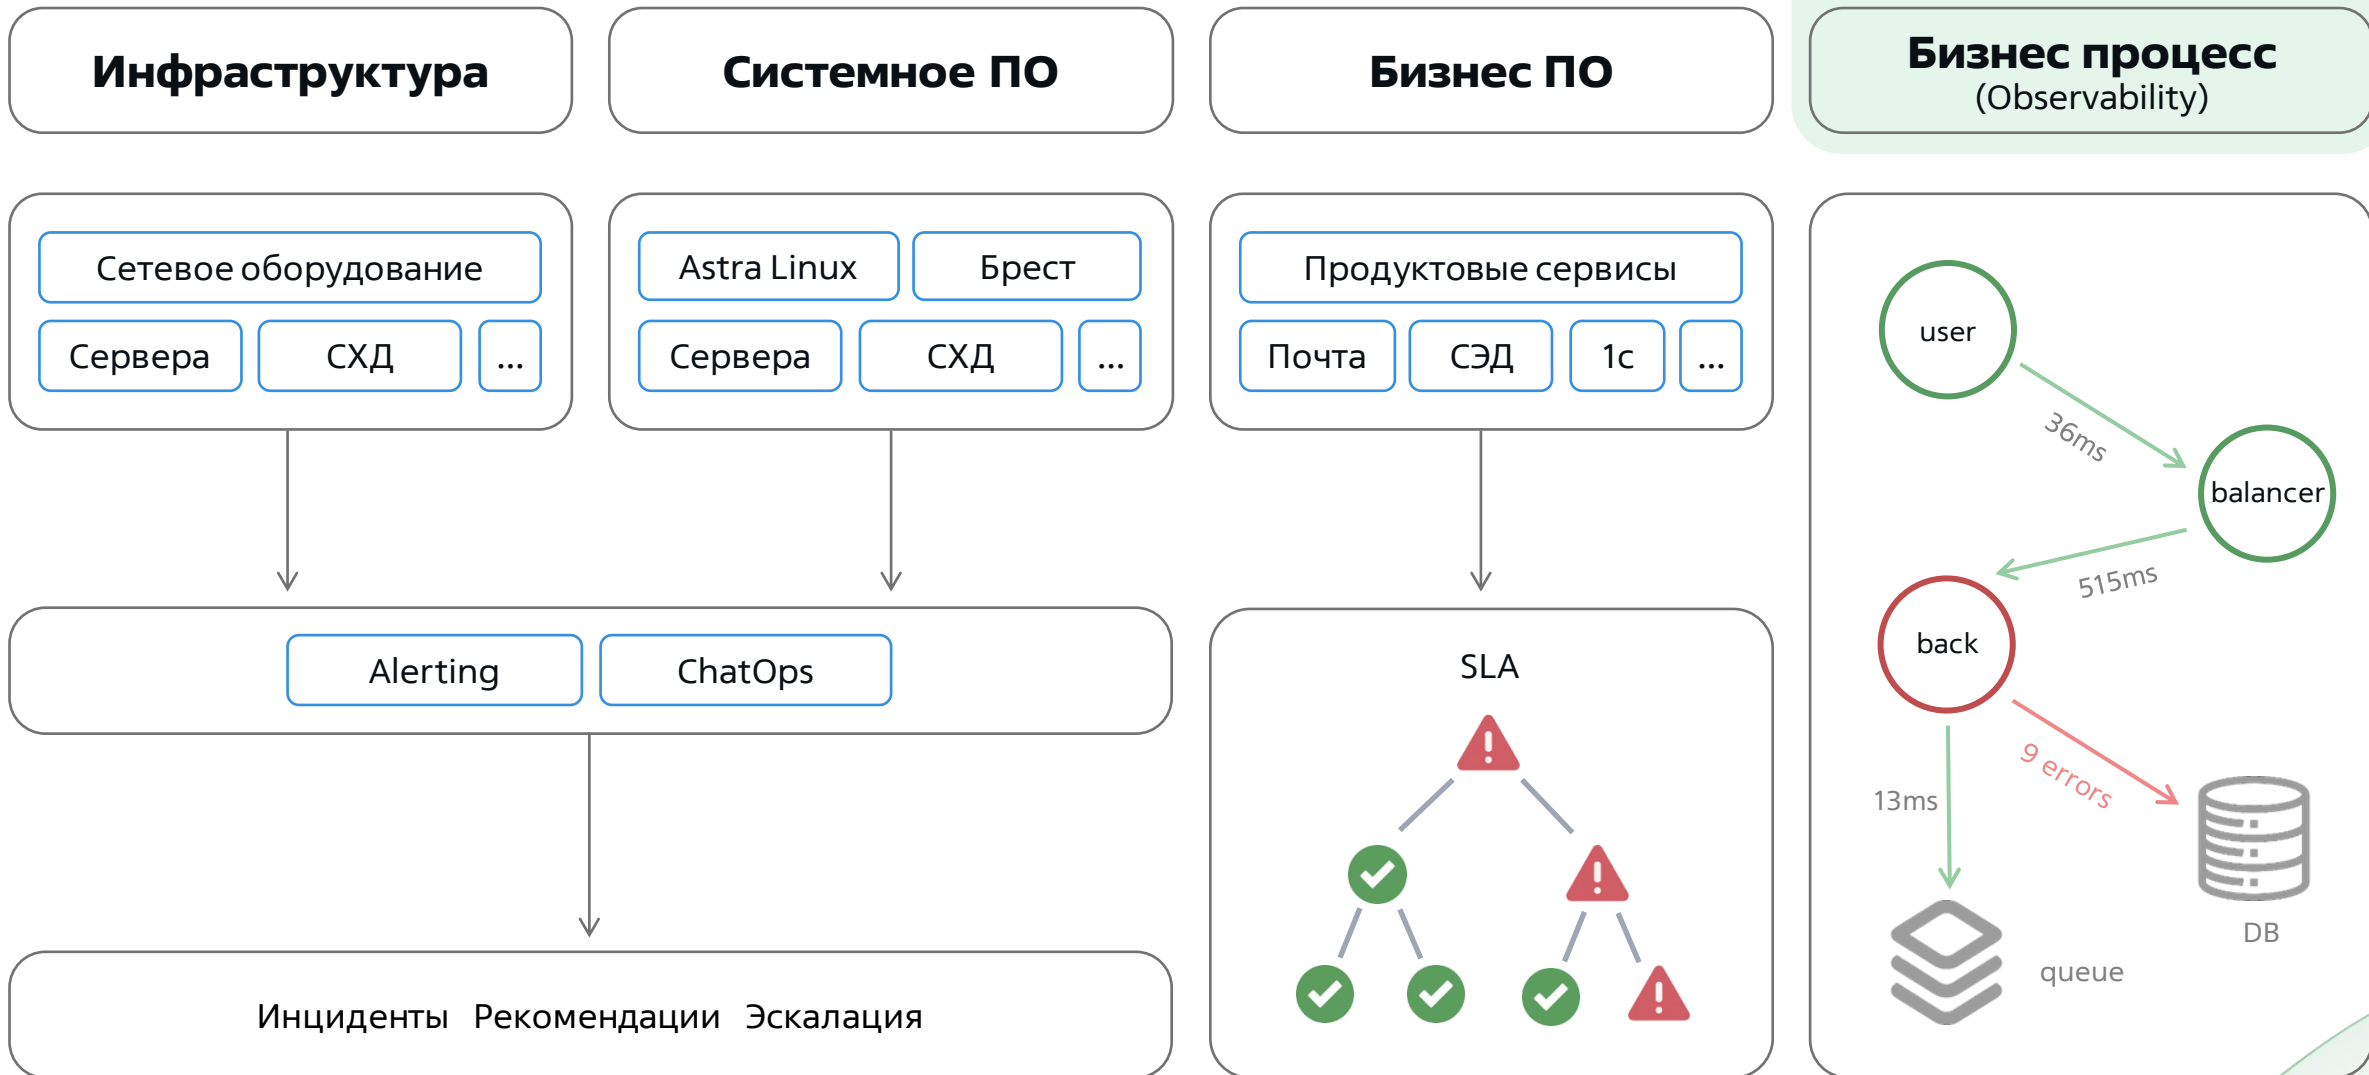 Инфраструктура
Системное ПО
Бизнес ПО
Бизнес процесс
(Observability)
Сетевое оборудование
Сервера
СХД
...
Astra Linux
Брест
Сервера
СХД
...
Продуктовые сервисы
Почта
СЭД
1с
...
Alerting
ChatOps
Инциденты Рекомендации Эскалация
SLA
user
36ms
balancer
515ms
back
9 errors
13ms
DB
queue